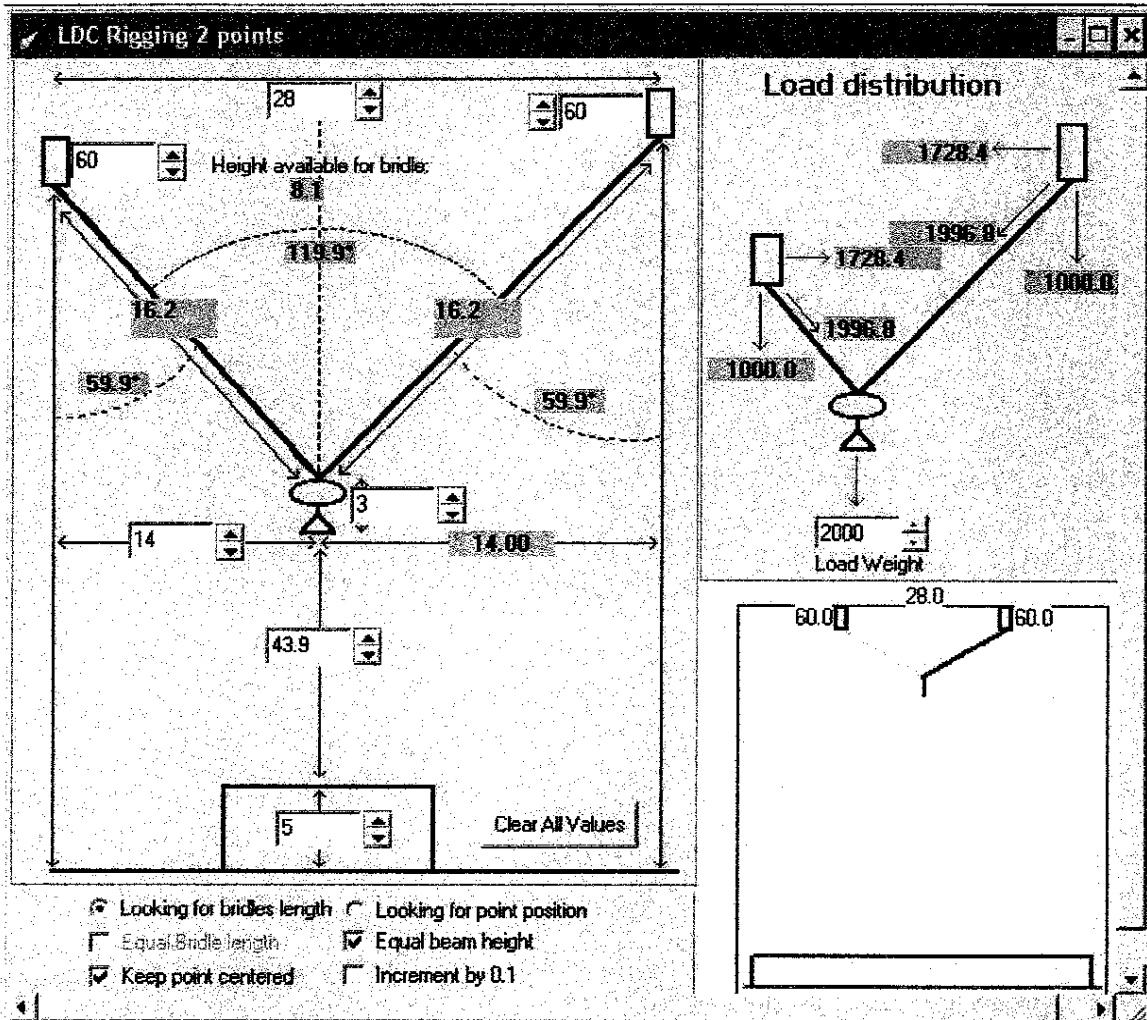 LDC Rigging 2 points
28
60
60
Height available for bridle:
8.1
119.9°
16.2
16.2
59.9°
59.9°
3
14
14.00
43.9
5
Clear All Values
Looking for bridles length
Looking for point position
Equal Bridle length
Equal beam height
Keep point centered
Increment by 0.1
Load distribution
1728.4
1996.8
1728.4
1000.0
1996.8
1000.0
2000
Load Weight
28.0
60.0
60.0